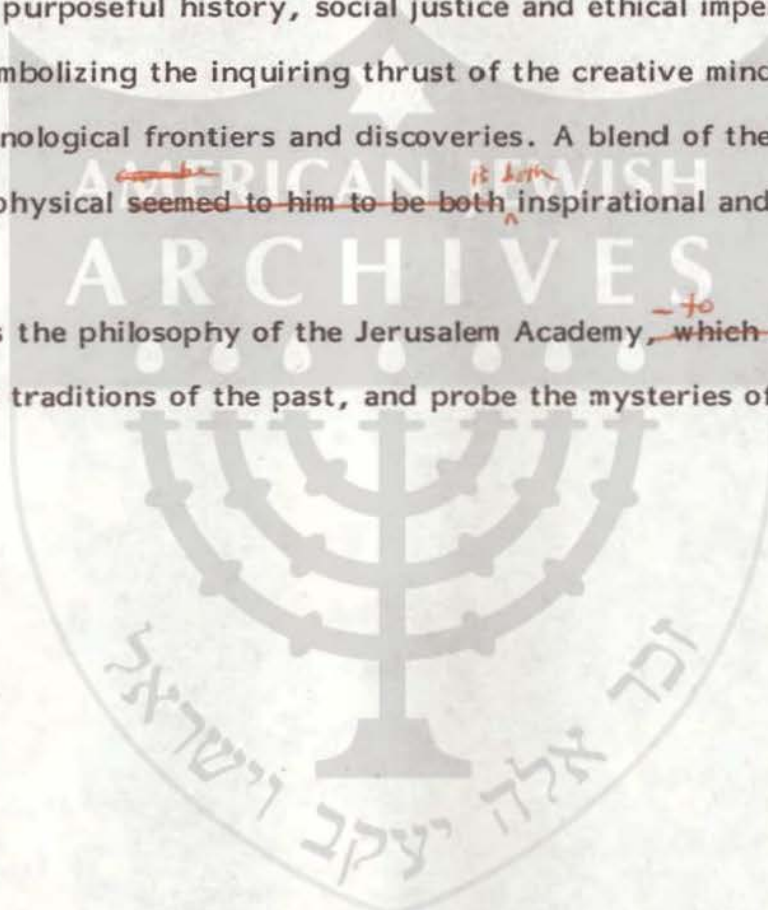 purposeful history, social justice and ethical impe
mbolizing the inquiring thrust of the creative mind
nological frontiers and discoveries. A blend of the
is both
physical seemed to him to be both inspirational and
AMERICAN JEWISH
ARCHIVES
- to
s the philosophy of the Jerusalem Academy, which
traditions of the past, and probe the mysteries of
זכר אלה יעקב וישראל